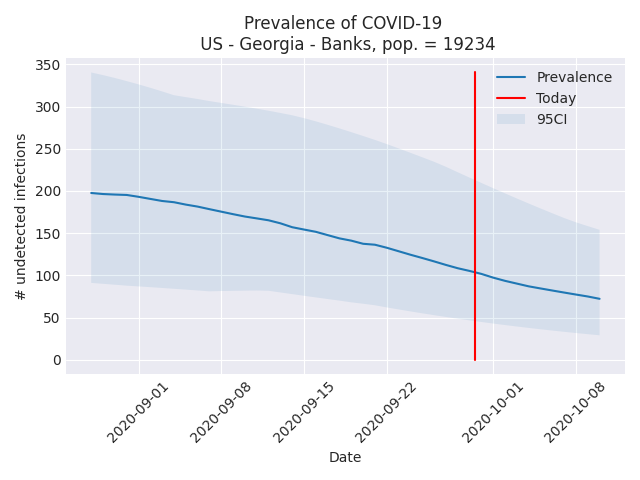 Prevalence of COVID-19
US - Georgia - Banks, pop. = 19234
350
300
250
200
150
100
50
0
# undetected infections
Prevalence
Today
95CI
2020-09-01
2020-09-08
2020-09-15
2020-09-22
2020-10-01
2020-10-08
Date